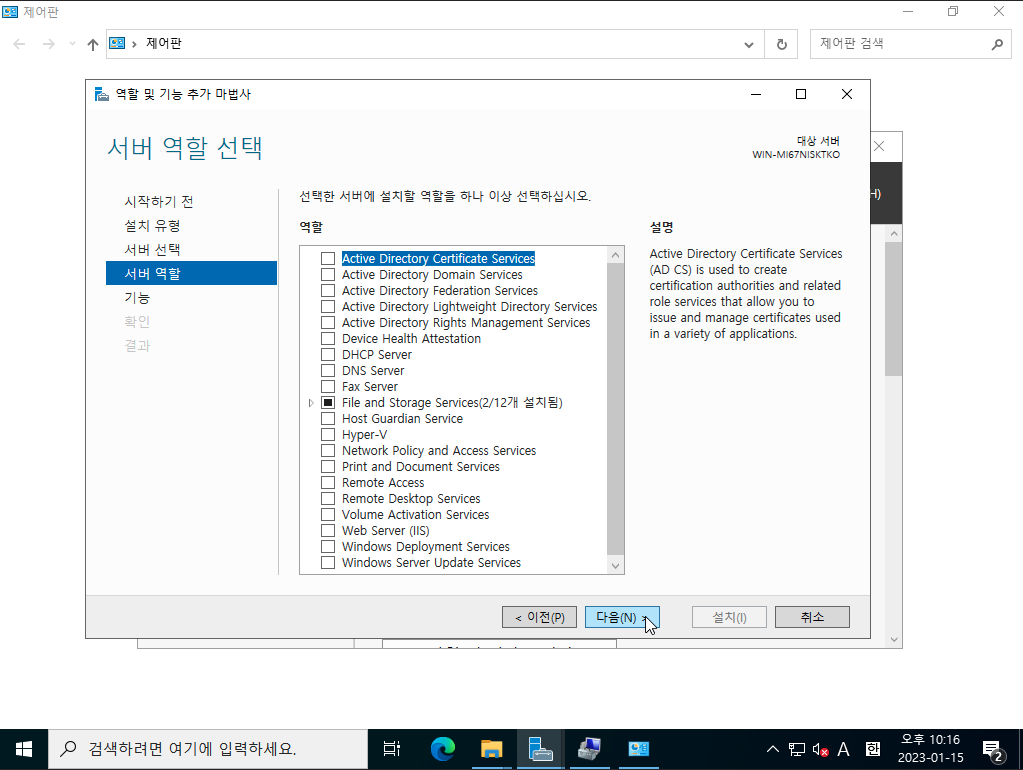 제어판
제어판
제어판 검색
역할 및 기능 추가 마법사
서버 역할 선택
대상 서버
WIN-MI67NISKTKO
H)
시작하기 전
설치 유형
서버 선택
서버 역할
기능
확인
결과
선택한 서버에 설치할 역할을 하나 이상 선택하십시오.
역할
Active Directory Certificate Services
Active Directory Domain Services
Active Directory Federation Services
Active Directory Lightweight Directory Services
Active Directory Rights Management Services
Device Health Attestation
DHCP Server
DNS Server
Fax Server
File and Storage Services(2/12개 설치됨)
Host Guardian Service
Hyper-V
Network Policy and Access Services
Print and Document Services
Remote Access
Remote Desktop Services
Volume Activation Services
Web Server (IIS)
Windows Deployment Services
Windows Server Update Services
설명
Active Directory Certificate Services
(AD CS) is used to create
certification authorities and related
role services that allow you to
issue and manage certificates used
in a variety of applications.
< 이전(P)
다음(N) >
설치(I)
취소
검색하려면 여기에 입력하세요.
A
한
오후 10:16
2023-01-15
2